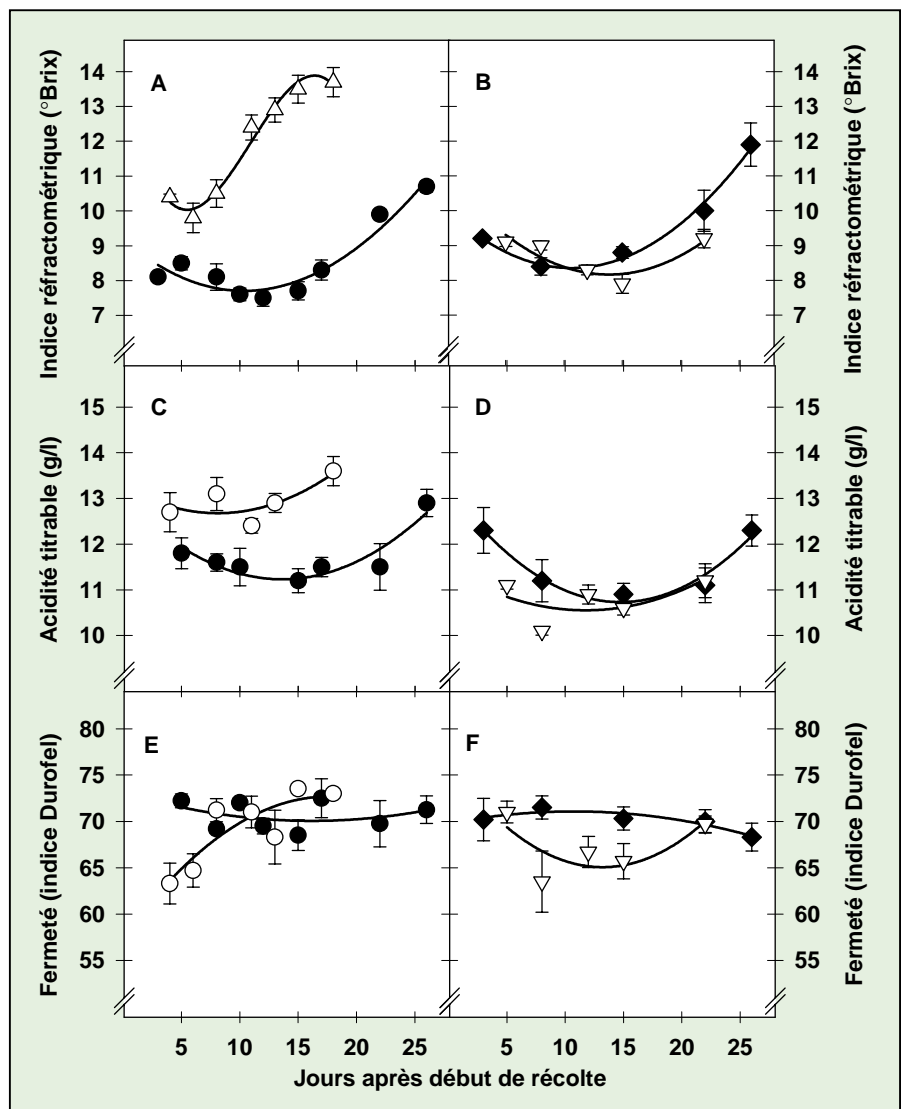 Indice réfractométrique (°Brix)
14
13
12
11
10
9
8
7
A
B
14
13
12
11
10
9
8
7
Indice réfractométrique (°Brix)
Acidité titrable (g/l)
15
14
13
12
11
10
C
D
15
14
13
12
11
10
Acidité titrable (g/l)
Fermeté (indice Durofel)
80
75
70
65
60
55
E
F
80
75
70
65
60
55
Fermeté (indice Durofel)
5 10 15 20 25 5 10 15 20 25
Jours après début de récolte